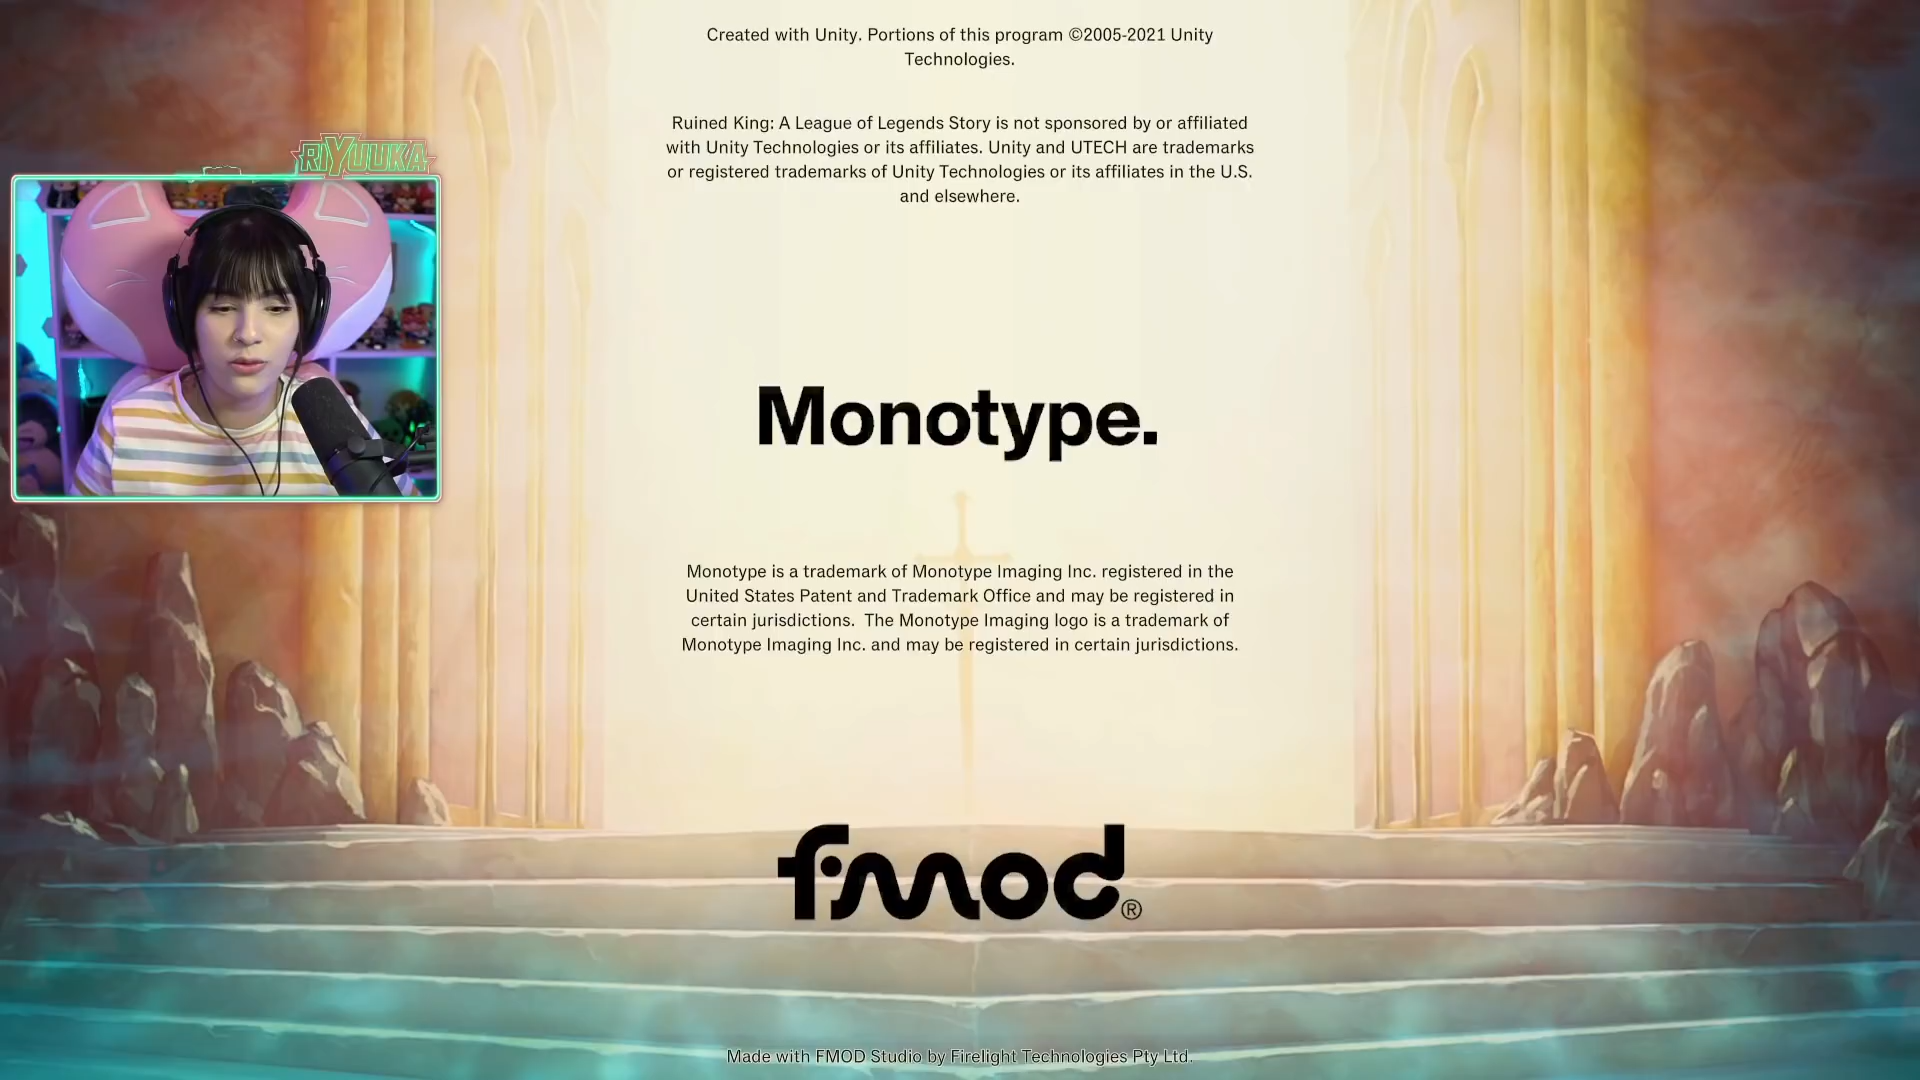 Created with Unity. Portions of this program ©2005-2021 Unity
Technologies.
Ruined King: A League of Legends Story is not sponsored by or affiliated
with Unity Technologies or its affiliates. Unity and UTECH are trademarks
or registered trademarks of Unity Technologies or its affiliates in the U.S.
and elsewhere.
RIYUUKA
Monotype.
Monotype is a trademark of Monotype Imaging Inc. registered in the
United States Patent and Trademark Office and may be registered in
certain jurisdictions.  The Monotype Imaging logo is a trademark of
Monotype Imaging Inc. and may be registered in certain jurisdictions.
fmod®
Made with FMOD Studio by Firelight Technologies Pty Ltd.